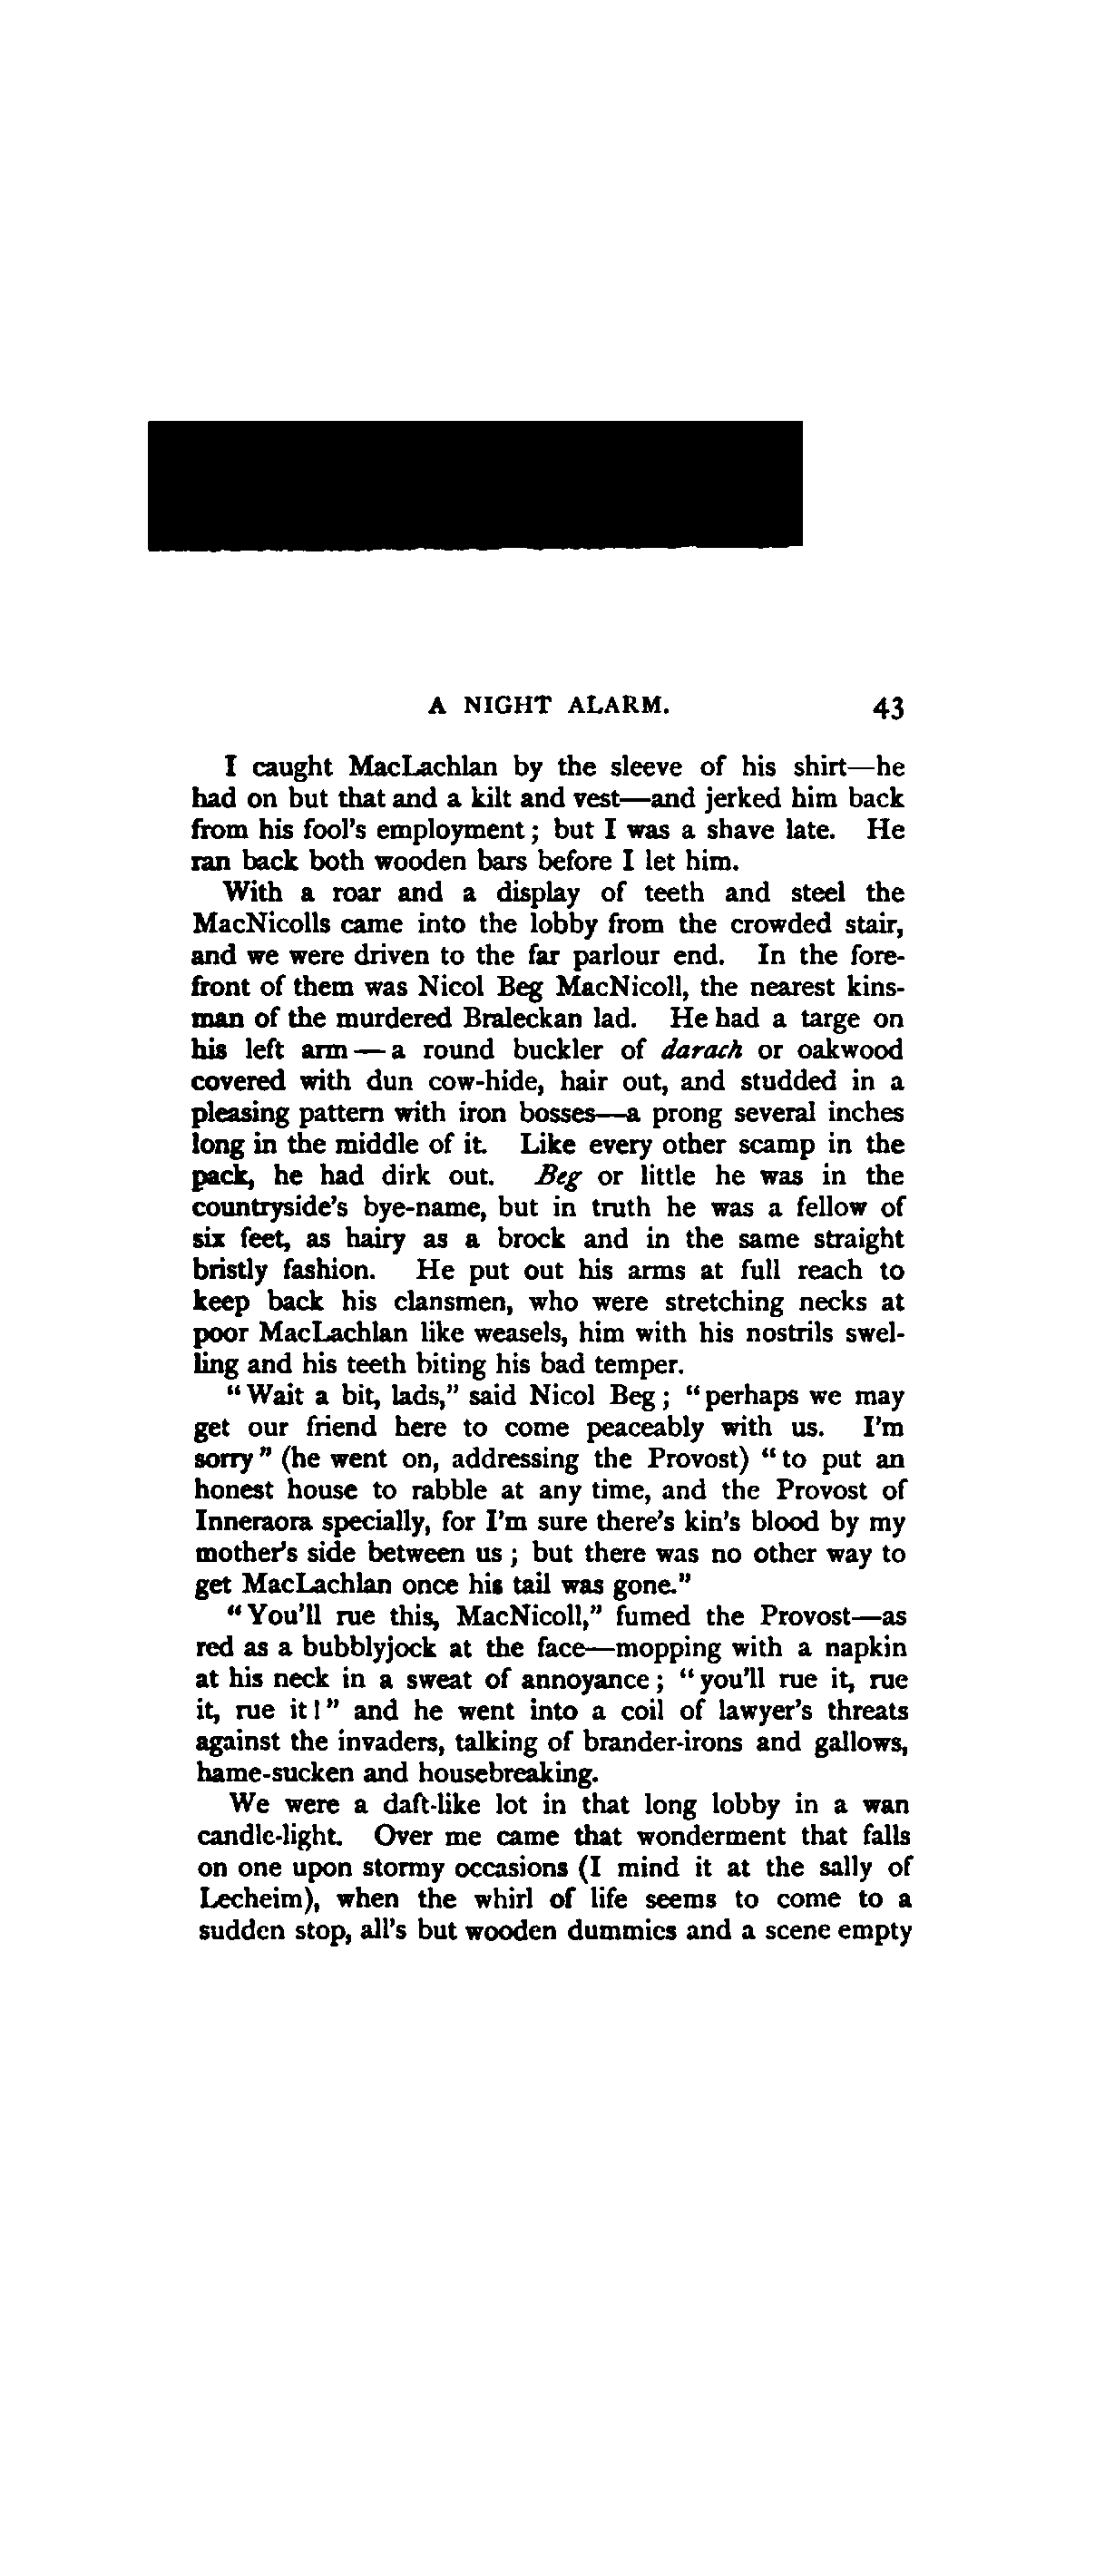 A NIGHT ALARM. 43
I caught MacLachlan by the sleeve of his shirt—he
had on but that and a kilt and vest—and jerked him back
from his fool's employment; but I was a shave late. He
ran back both wooden bars before I let him.
With a roar and a display of teeth and steel the
MacNicolls came into the lobby from the crowded stair,
and we were driven to the far parlour end. In the fore-
front of them was Nicol Beg MacNicoll, the nearest kins-
man of the murdered Braleckan lad. He had a targe on
his left arm—a round buckler of darach or oakwood
covered with dun cow-hide, hair out, and studded in a
pleasing pattern with iron bosses—a prong several inches
long in the middle of it. Like every other scamp in the
pack, he had dirk out. Beg or little he was in the
countryside's bye-name, but in truth he was a fellow of
six feet, as hairy as a brock and in the same straight
bristly fashion. He put out his arms at full reach to
keep back his clansmen, who were stretching necks at
poor MacLachlan like weasels, him with his nostrils swel-
ling and his teeth biting his bad temper.
"Wait a bit, lads," said Nicol Beg; "perhaps we may
get our friend here to come peaceably with us. I'm
sorry" (he went on, addressing the Provost) "to put an
honest house to rabble at any time, and the Provost of
Inneraora specially, for I'm sure there's kin's blood by my
mother's side between us; but there was no other way to
get MacLachlan once his tail was gone."
"You'll rue this, MacNicoll," fumed the Provost—as
red as a bubblyjock at the face—mopping with a napkin
at his neck in a sweat of annoyance; "you'll rue it, rue
it, rue it!" and he went into a coil of lawyer's threats
against the invaders, talking of brander-irons and gallows,
hame-sucken and housebreaking.
We were a daft-like lot in that long lobby in a wan
candle-light. Over me came that wonderment that falls
on one upon stormy occasions (I mind it at the sally of
Lecheim), when the whirl of life seems to come to a
sudden stop, all's but wooden dummies and a scene empty